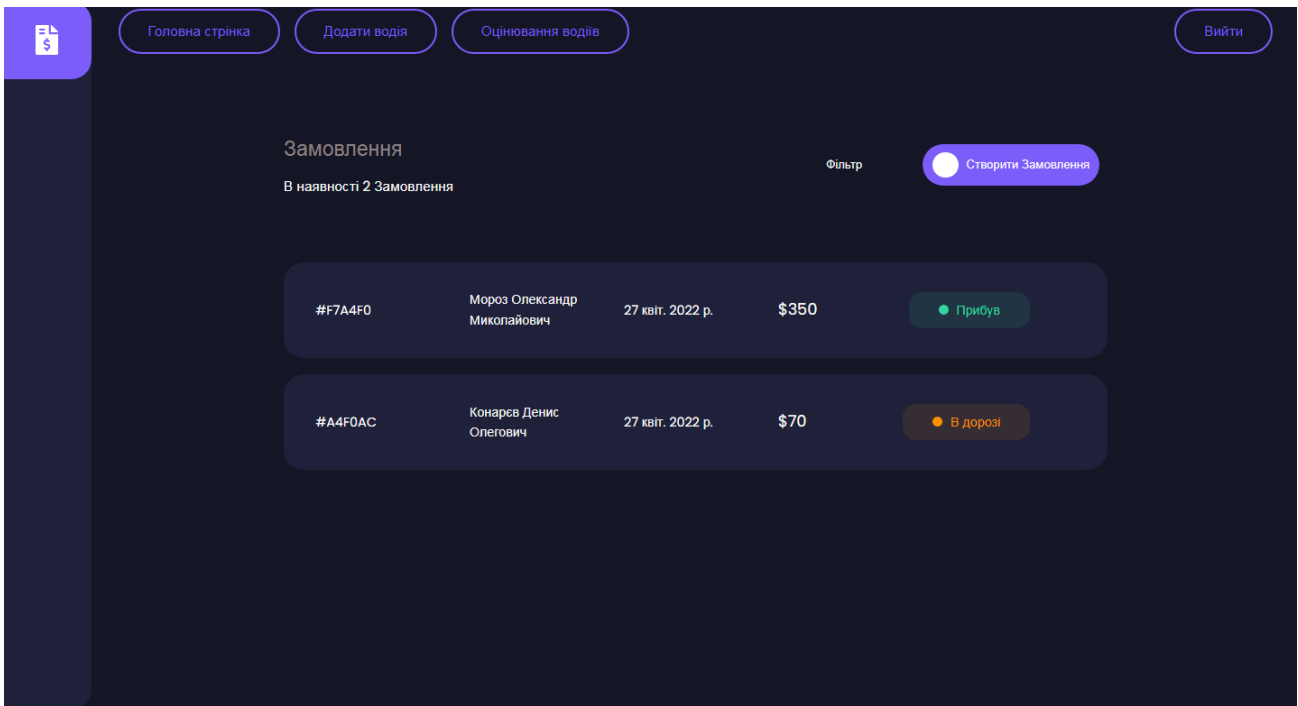 Головна стрінка
Додати водія
Оцінювання водіїв
Вийти
Замовлення
В наявності 2 Замовлення
Фільтр
Створити Замовлення
#F7A4F0
Мороз Олександр
Миколайович
27 квіт. 2022 р.
$350
Прибув
#A4F0AC
Конарєв Денис
Олегович
27 квіт. 2022 р.
$70
В дорозі